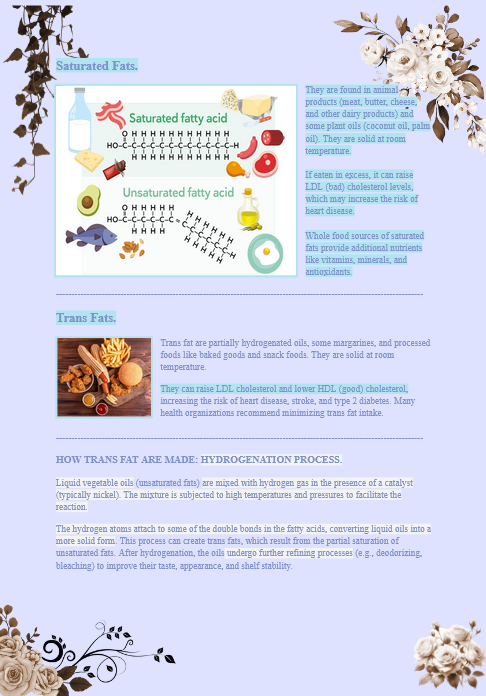 Saturated Fats.
Saturated fatty acid
Unsaturated fatty acid
They are found in animal
products (meat, butter, cheese,
and other dairy products) and
some plant oils (coconut oil, palm
oil). They are solid at room
temperature.
If eaten in excess, it can raise
LDL (bad) cholesterol levels,
which may increase the risk of
heart disease.
Whole food sources of saturated
fats provide additional nutrients
like vitamins, minerals, and
antioxidants.
Trans Fats.
Trans fat are partially hydrogenated oils, some margarines, and processed
foods like baked goods and snack foods. They are solid at room
temperature.
They can raise LDL cholesterol and lower HDL (good) cholesterol,
increasing the risk of heart disease, stroke, and type 2 diabetes. Many
health organizations recommend minimizing trans fat intake.
HOW TRANS FAT ARE MADE: HYDROGENATION PROCESS.
Liquid vegetable oils (unsaturated fats) are mixed with hydrogen gas in the presence of a catalyst
(typically nickel). The mixture is subjected to high temperatures and pressures to facilitate the
reaction.
The hydrogen atoms attach to some of the double bonds in the fatty acids, converting liquid oils into a
more solid form. This process can create trans fats, which result from the partial saturation of
unsaturated fats. After hydrogenation, the oils undergo further refining processes (e.g., deodorizing,
bleaching) to improve their taste, appearance, and shelf stability.